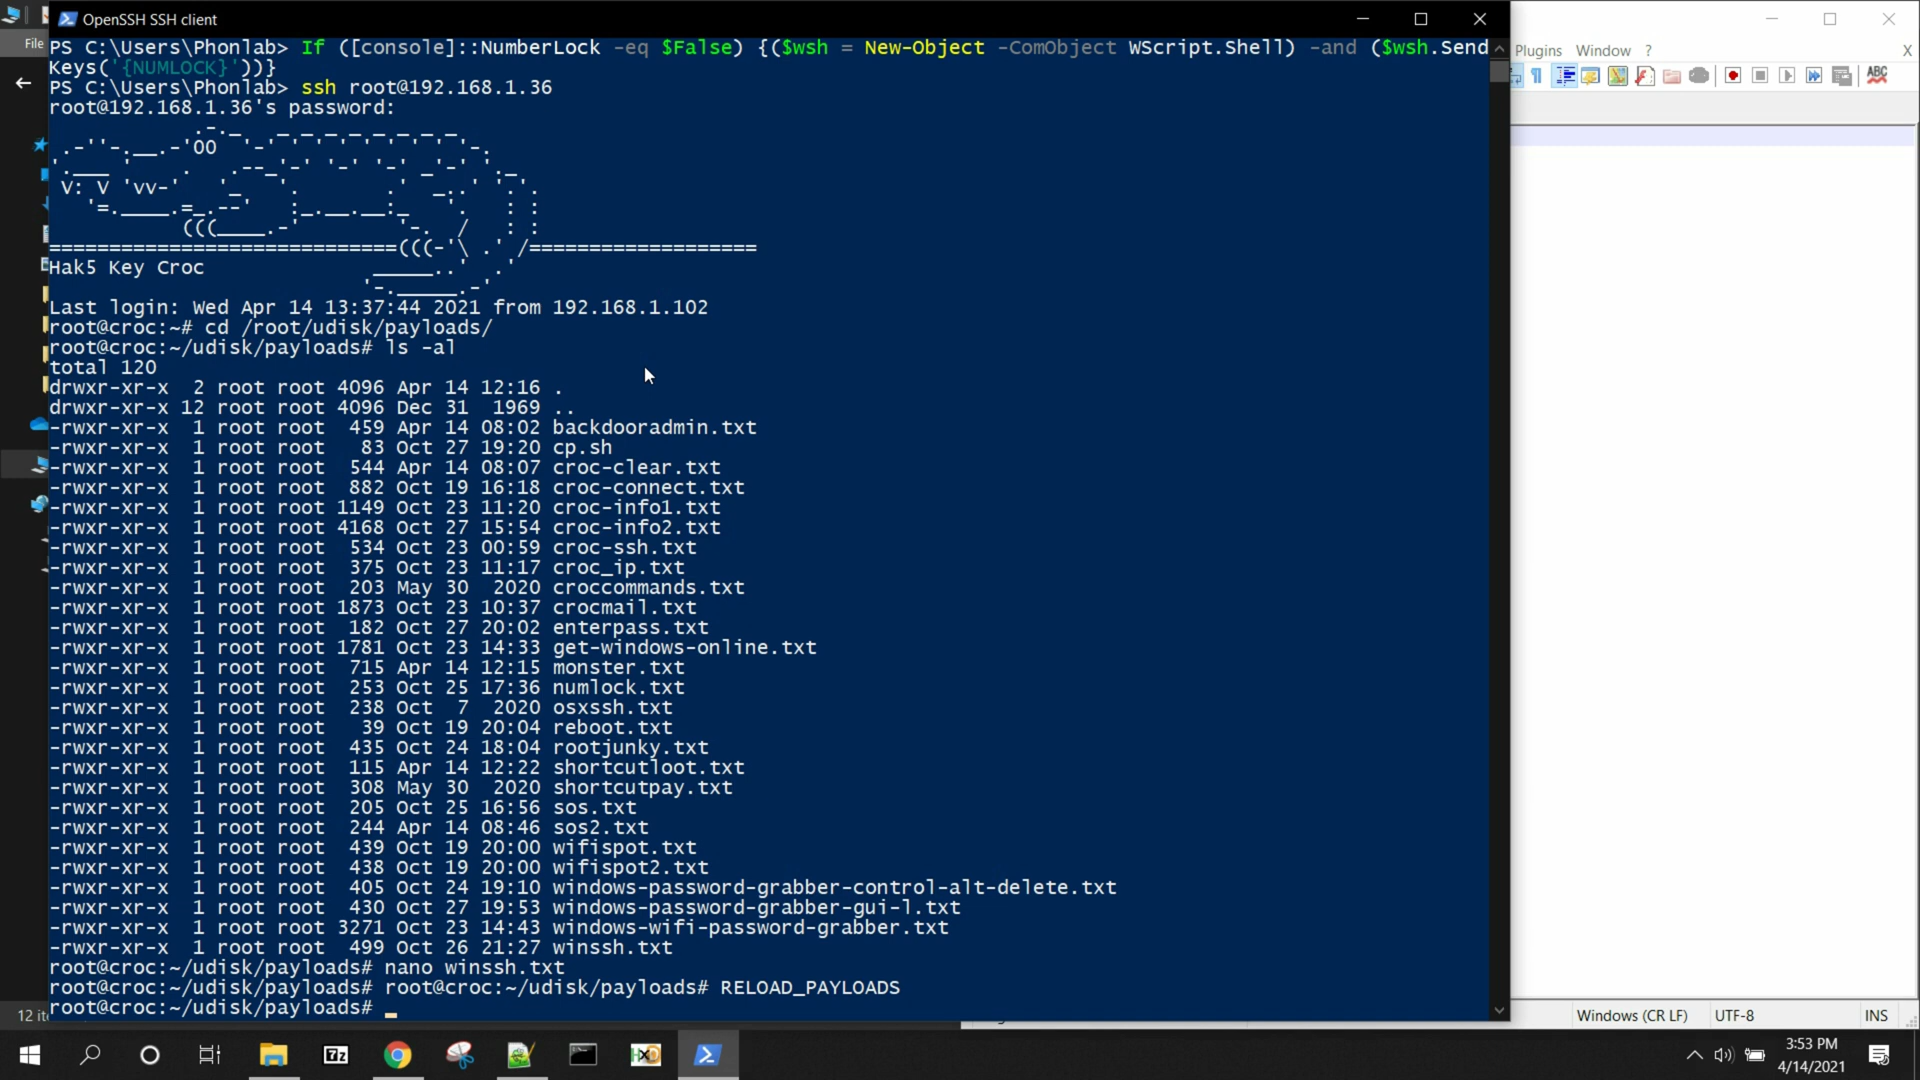 OpenSSH SSH client
File
PS C:\Users\Phonlab> If ([console]::NumberLock -eq $False) {($wsh = New-Object -ComObject WScript.Shell) -and ($wsh.Send
Keys('{NUMLOCK}'))}
PS C:\Users\Phonlab> ssh root@192.168.1.36
root@192.168.1.36's password:
Hak5 Key Croc
Last login: Wed Apr 14 13:37:44 2021 from 192.168.1.102
root@croc:~# cd /root/udisk/payloads/
root@croc:~/udisk/payloads# ls -al
total 120
drwxr-xr-x 2 root root 4096 Apr 14 12:16 .
drwxr-xr-x 12 root root 4096 Dec 31 1969 ..
-rwxr-xr-x 1 root root 459 Apr 14 08:02 backdooradmin.txt
-rwxr-xr-x 1 root root 83 Oct 27 19:20 cp.sh
-rwxr-xr-x 1 root root 544 Apr 14 08:07 croc-clear.txt
-rwxr-xr-x 1 root root 882 Oct 19 16:18 croc-connect.txt
-rwxr-xr-x 1 root root 1149 Oct 23 11:20 croc-info1.txt
-rwxr-xr-x 1 root root 4168 Oct 27 15:54 croc-info2.txt
-rwxr-xr-x 1 root root 534 Oct 23 00:59 croc-ssh.txt
-rwxr-xr-x 1 root root 375 Oct 23 11:17 croc_ip.txt
-rwxr-xr-x 1 root root 203 May 30 2020 croccommands.txt
-rwxr-xr-x 1 root root 1873 Oct 23 10:37 crocmail.txt
-rwxr-xr-x 1 root root 182 Oct 27 20:02 enterpass.txt
-rwxr-xr-x 1 root root 1781 Oct 23 14:33 get-windows-online.txt
-rwxr-xr-x 1 root root 715 Apr 14 12:15 monster.txt
-rwxr-xr-x 1 root root 253 Oct 25 17:36 numlock.txt
-rwxr-xr-x 1 root root 238 Oct 7 2020 osxssh.txt
-rwxr-xr-x 1 root root 39 Oct 19 20:04 reboot.txt
-rwxr-xr-x 1 root root 435 Oct 24 18:04 rootjunky.txt
-rwxr-xr-x 1 root root 115 Apr 14 12:22 shortcutloot.txt
-rwxr-xr-x 1 root root 308 May 30 2020 shortcutpay.txt
-rwxr-xr-x 1 root root 205 Oct 25 16:56 sos.txt
-rwxr-xr-x 1 root root 244 Apr 14 08:46 sos2.txt
-rwxr-xr-x 1 root root 439 Oct 19 20:00 wifispot.txt
-rwxr-xr-x 1 root root 438 Oct 19 20:00 wifispot2.txt
-rwxr-xr-x 1 root root 405 Oct 24 19:10 windows-password-grabber-control-alt-delete.txt
-rwxr-xr-x 1 root root 430 Oct 27 19:53 windows-password-grabber-gui-l.txt
-rwxr-xr-x 1 root root 3271 Oct 23 14:43 windows-wifi-password-grabber.txt
-rwxr-xr-x 1 root root 499 Oct 26 21:27 winssh.txt
root@croc:~/udisk/payloads# nano winssh.txt
root@croc:~/udisk/payloads# root@croc:~/udisk/payloads# RELOAD_PAYLOADS
root@croc:~/udisk/payloads#
Plugins Window ? X
ABC
12
Windows (CR LF) UTF-8 INS
7z
HXD
3:53 PM
4/14/2021